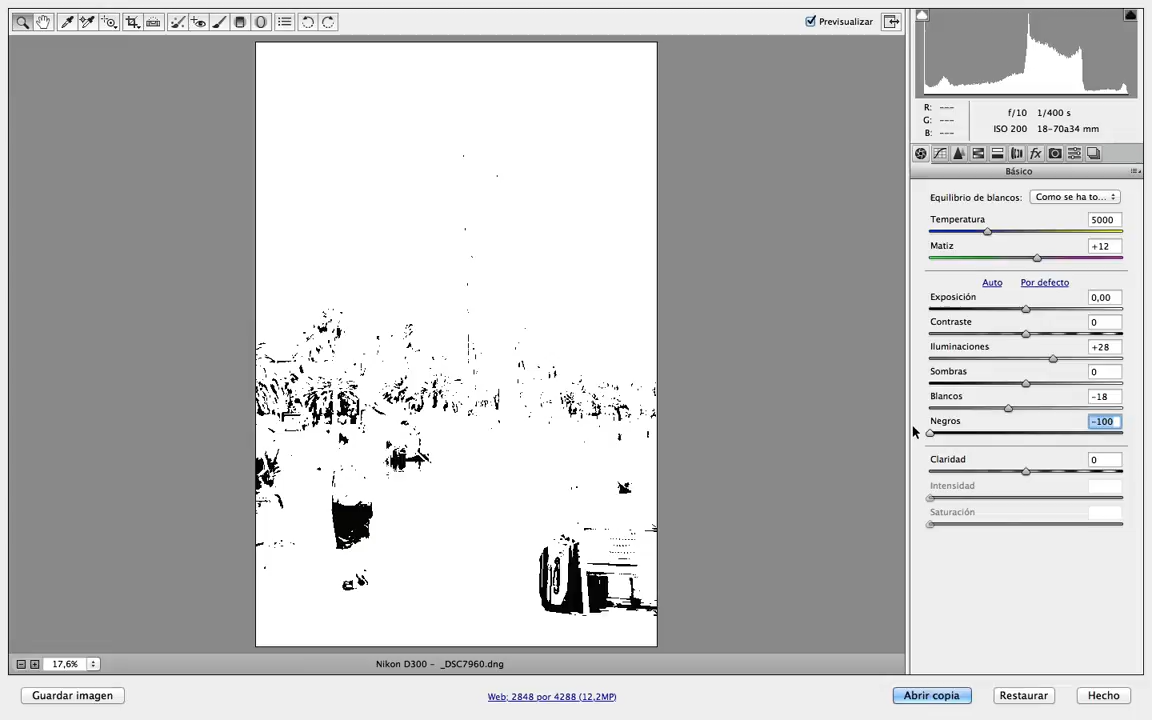 Previsualizar
R: ---
G: ---
B: ---
f/10 1/400 s
ISO 200 18-70a34 mm
fx
Básico
Equilibrio de blancos: Como se ha to...
Temperatura 5000
Matiz +12
Auto Por defecto
Exposición 0,00
Contraste 0
Iluminaciones +28
Sombras 0
Blancos -18
Negros -100
Claridad 0
Intensidad
Saturación
17,6%
Nikon D300 - _DSC7960.dng
Guardar imagen
Web; 2848 por 4288 (12,2MP)
Abrir copia
Restaurar
Hecho